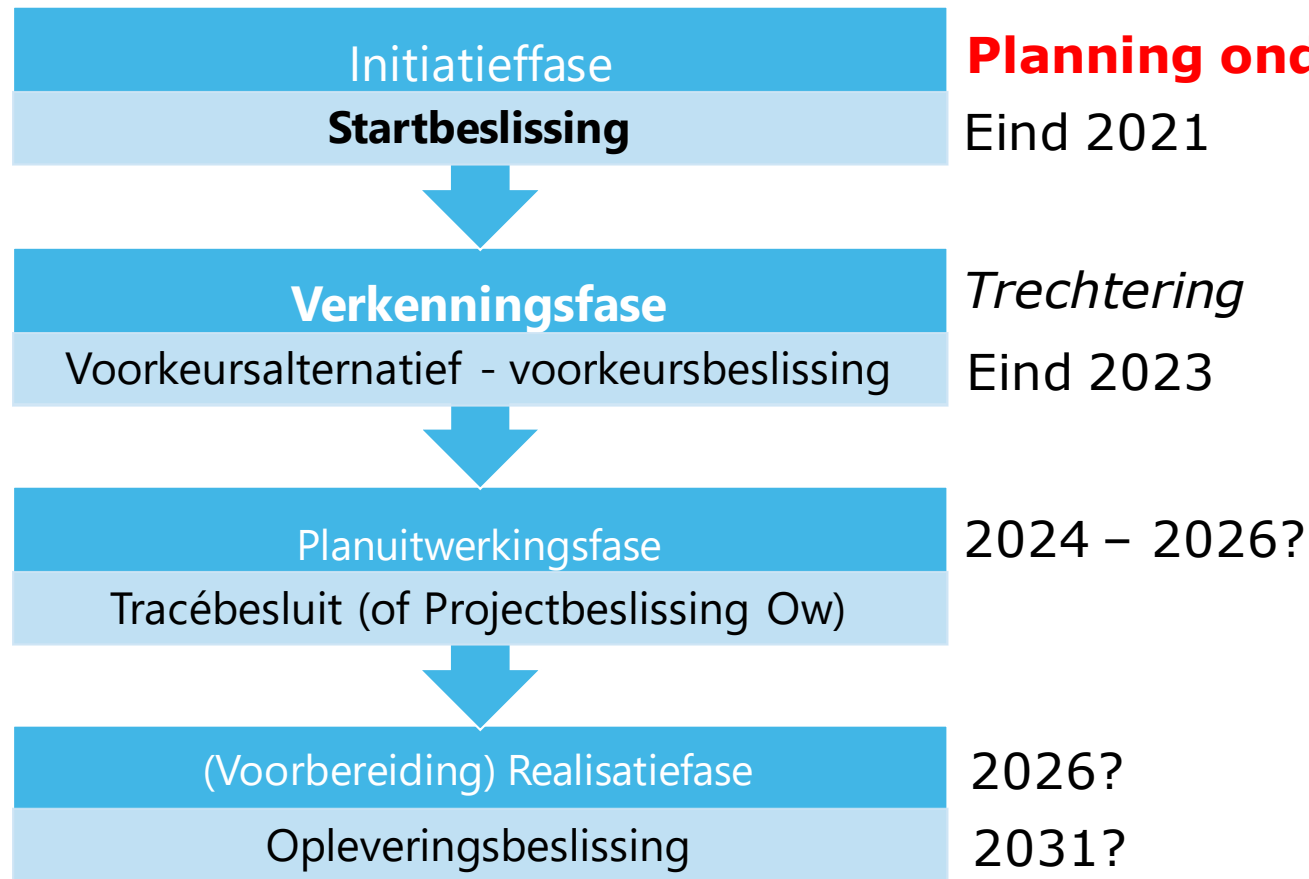 Initiatieffase
Planning
Startbeslissing
Eind 2021
Verkenningsfase
Trechtering
Voorkeursalternatief - voorkeursbeslissing
Eind 2023
Planuitwerkingsfase
2024 – 2026?
Tracébesluit (of Projectbeslissing Ow)
(Voorbereiding) Realisatiefase
2026?
Opleveringsbeslissing
2031?